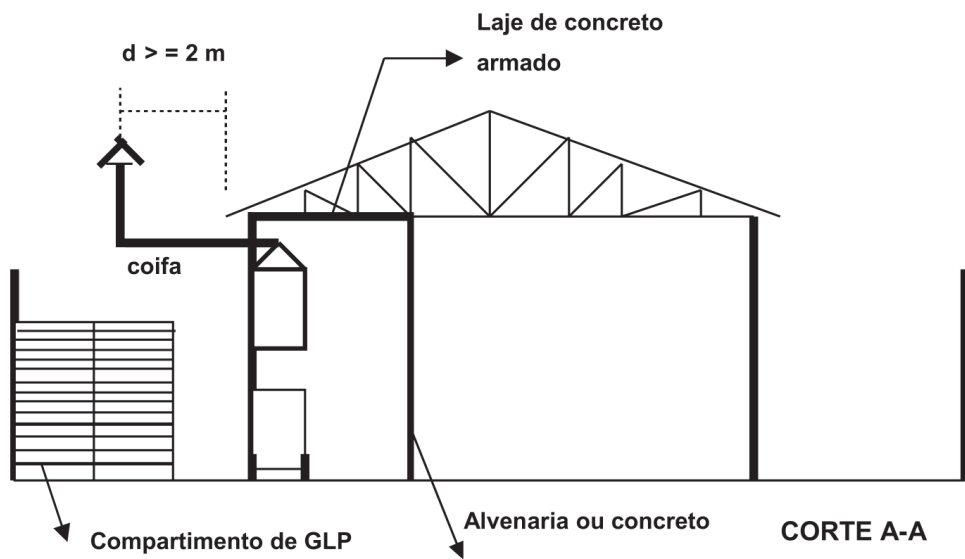 Laje de concreto
armado
d > = 2 m
coifa
Compartimento de GLP
Alvenaria ou concreto
CORTE A-A